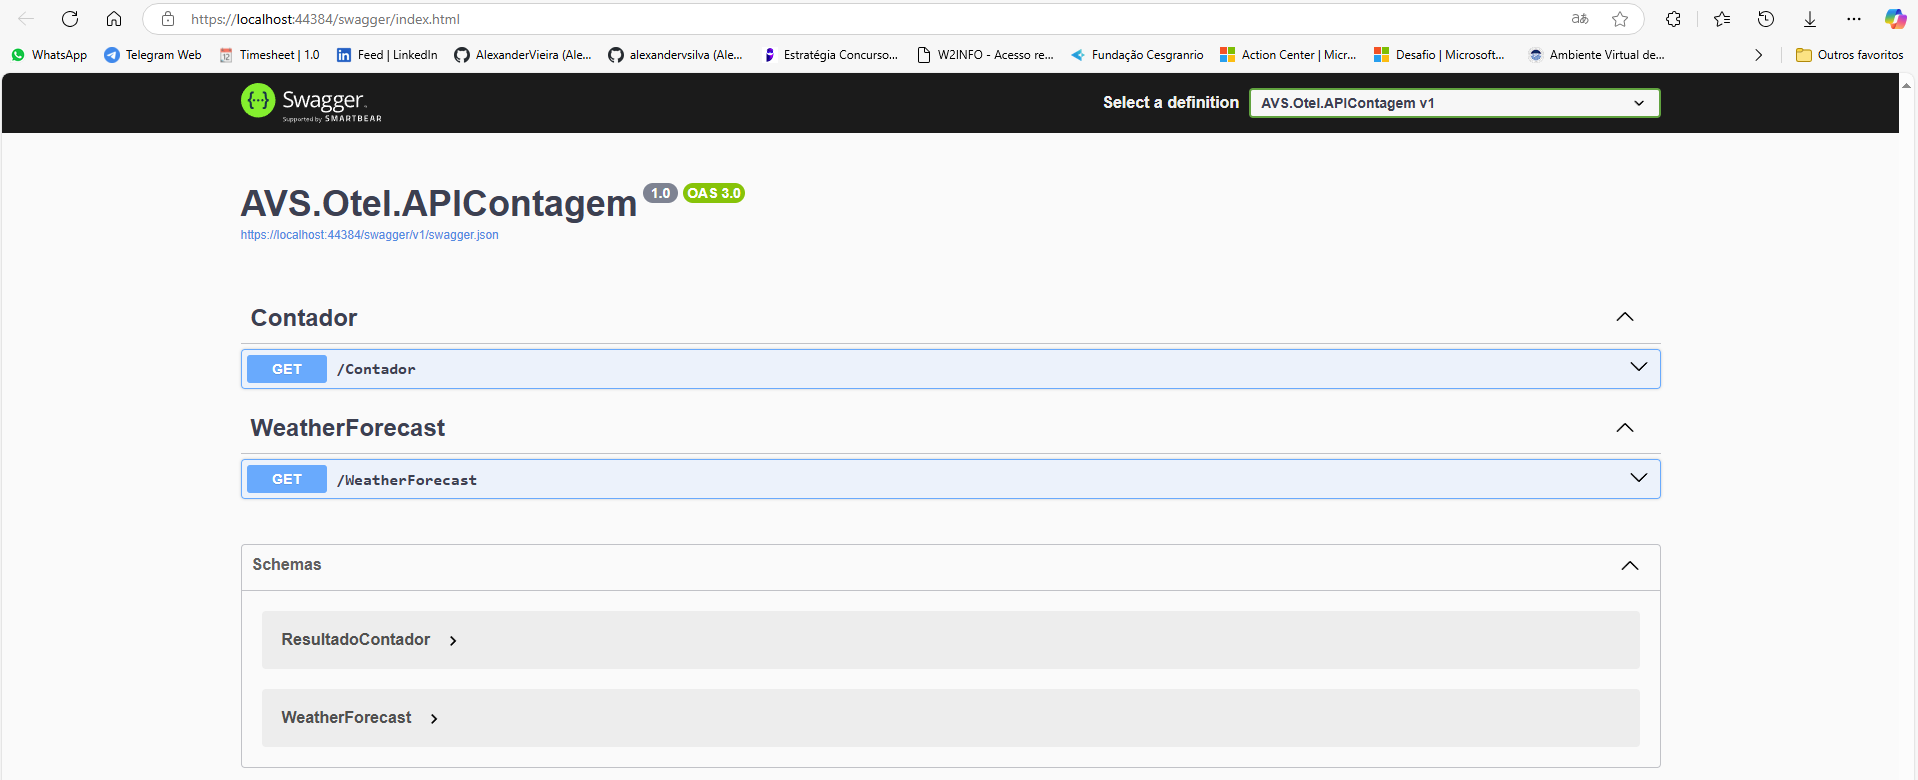 https://localhost:44384/swagger/index.html
WhatsApp Telegram Web Timesheet | 1.0 Feed | LinkedIn AlexanderVieira (Ale... alexandervsilva (Ale... Estratégia Concurso... W2INFO - Acesso re... Fundação Cesgranrio Action Center | Micr... Desafio | Microsoft... Ambiente Virtual de... Outros favoritos
Swagger
Supported by SMARTBEAR
Select a definition AVS.Otel.APIContagem v1
AVS.Otel.APIContagem 1.0 OAS 3.0
https://localhost:44384/swagger/v1/swagger.json
Contador
GET /Contador
WeatherForecast
GET /WeatherForecast
Schemas
ResultadoContador
WeatherForecast